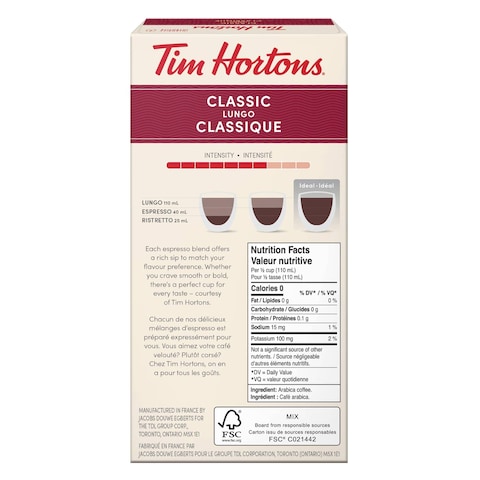 Tim Hortons.
CLASSIC
LUNGO
CLASSIQUE
INTENSITY • INTENSITÉ
Ideal • Idéal
LUNGO 110 mL
ESPRESSO 40 mL
RISTRETTO 25 mL
Each espresso blend offers
a rich sip to match your
flavour preference. Whether
you crave smooth or bold,
there's a perfect cup for
every taste – courtesy
of Tim Hortons.
Chacun de nos délicieux
mélanges d'espresso est
préparé expressément pour
vous. Vous aimez votre café
velouté? Plutôt corsé?
Chez Tim Hortons, on en
a pour tous les goûts.
Nutrition Facts
Valeur nutritive
Per ½ cup (110 mL)
Pour ½ tasse (110 mL)
Calories 0 % DV* / % VQ*
Fat / Lipides 0 g 0 %
Carbohydrate / Glucides 0 g
Protein / Protéines 0.1 g
Sodium 15 mg 1 %
Potassium 100 mg 2 %
Not a significant source of other
nutrients. / Source négligeable
d'autres éléments nutritifs.
*DV = Daily Value
*VQ = valeur quotidienne
Ingredient: Arabica coffee.
Ingrédient : Café arabica.
MANUFACTURED IN FRANCE BY
JACOBS DOUWE EGBERTS FOR
THE TDL GROUP CORP.,
TORONTO, ONTARIO M5X 1E1
FABRIQUÉ EN FRANCE PAR
JACOBS DOUWE EGBERTS POUR LE GROUPE TDL CORPORATION, TORONTO (ONTARIO) M5X 1E1
FSC
www.fsc.org
MIX
Board from responsible sources
Carton issu de sources responsables
FSC® C021442